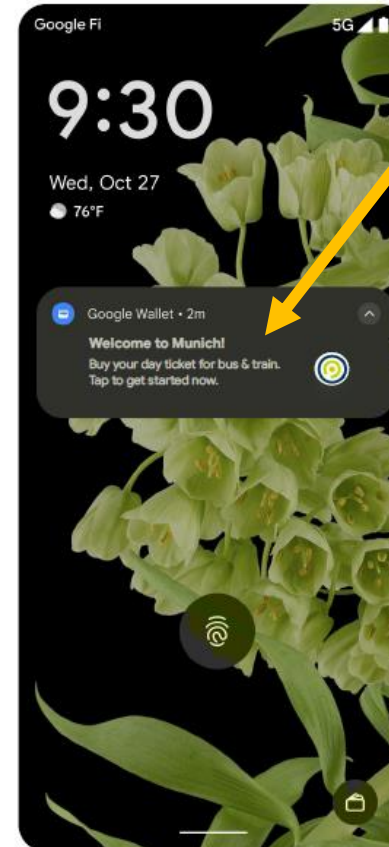 Google Fi 5G
9:30
Wed, Oct 27
76°F
Google Wallet • 2m
Welcome to Munich!
Buy your day ticket for bus & train.
Tap to get started now.